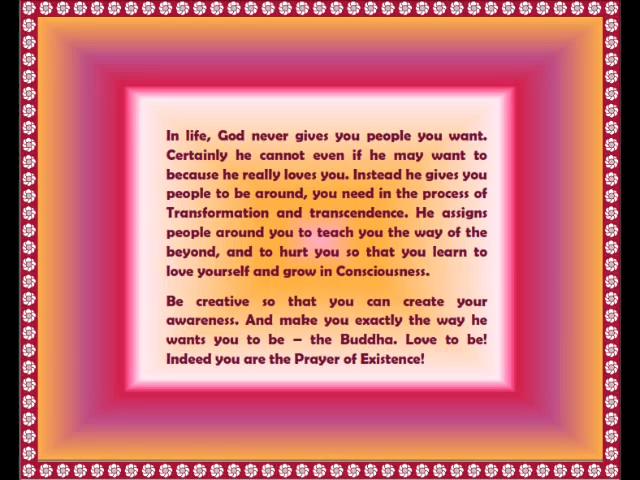 In life, God never gives you people you want.
Certainly he cannot even if he may want to
because he really loves you. Instead he gives you
people to be around, you need in the process of
Transformation and transcendence. He assigns
people around you to teach you the way of the
beyond, and to hurt you so that you learn to
love yourself and grow in Consciousness.
Be creative so that you can create your
awareness. And make you exactly the way he
wants you to be – the Buddha. Love to be!
Indeed you are the Prayer of Existence!